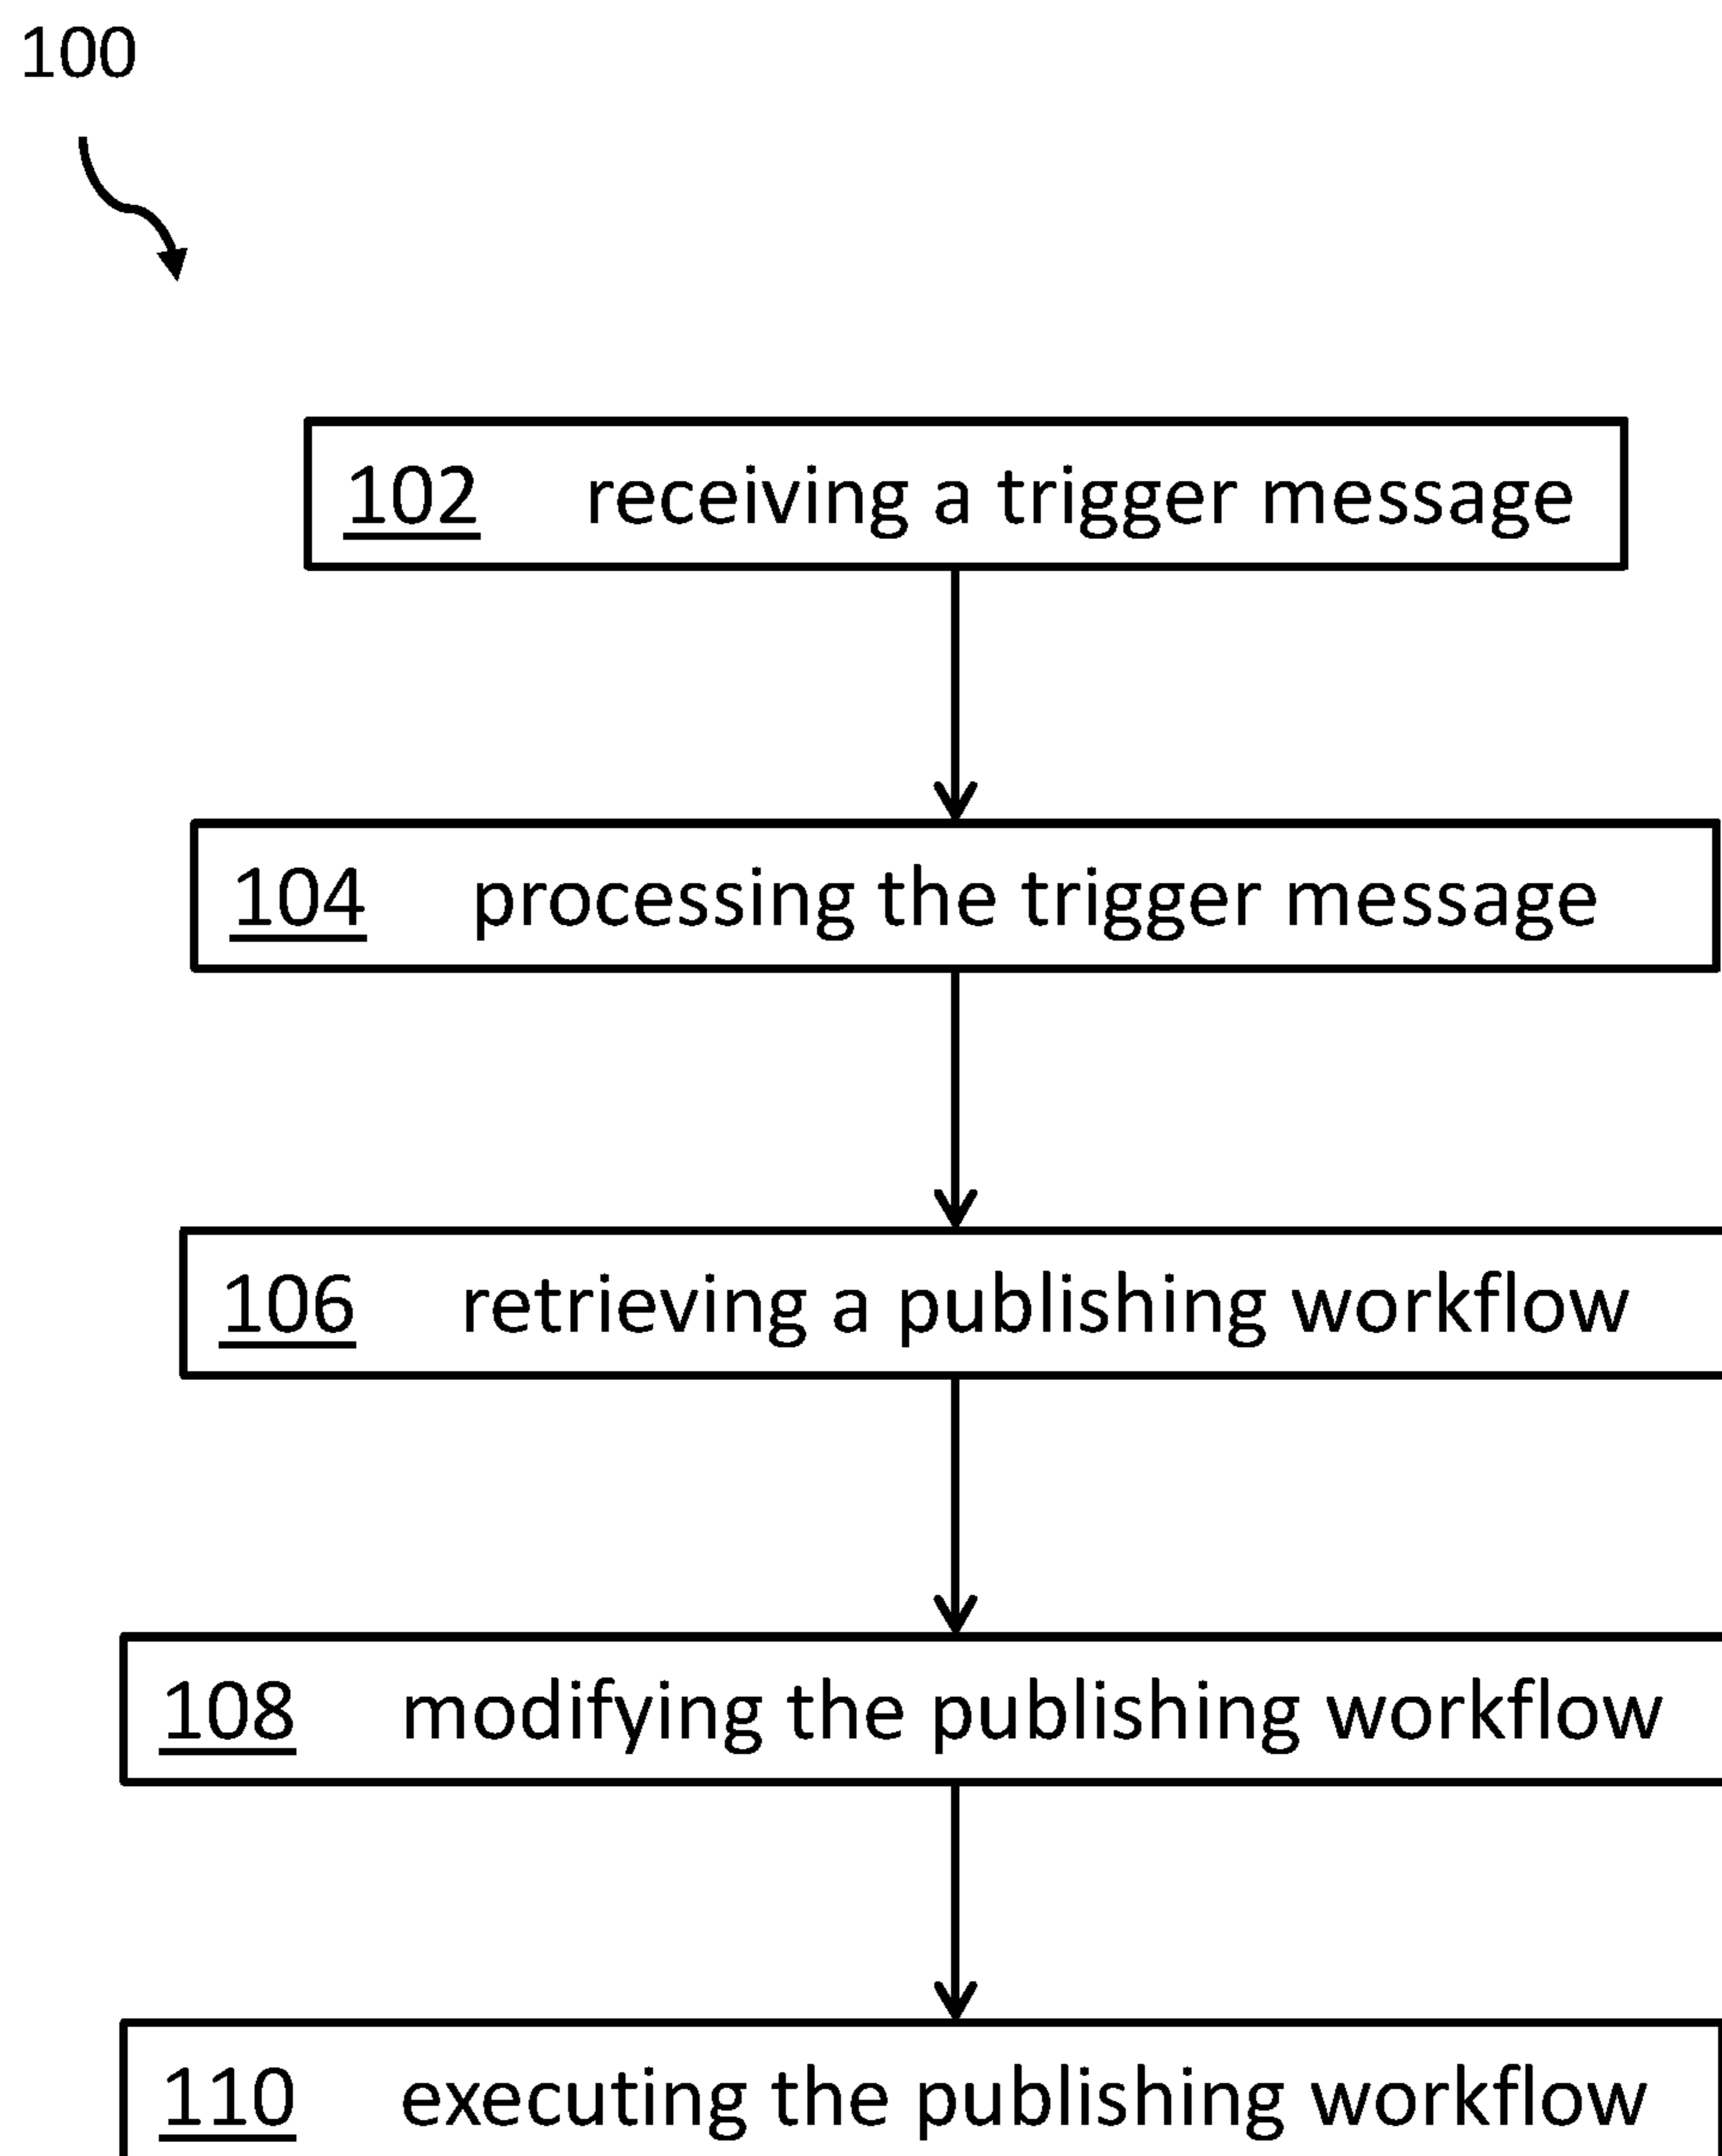 100
102 receiving a trigger message
104 processing the trigger message
106 retrieving a publishing workflow
108 modifying the publishing workflow
110 executing the publishing workflow